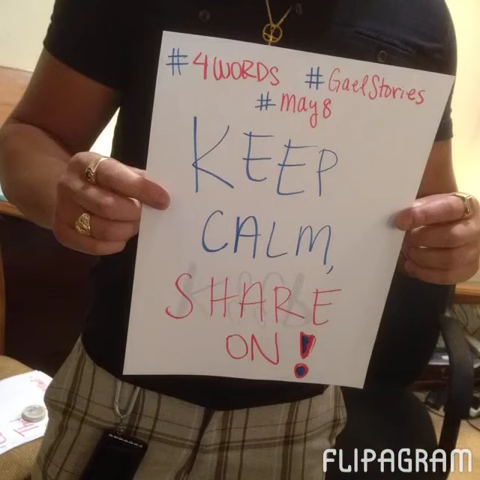 #4WORDS #GaelStories
#May8
KEEP
CALM,
SHARE
ON!
FLIPAGRAM